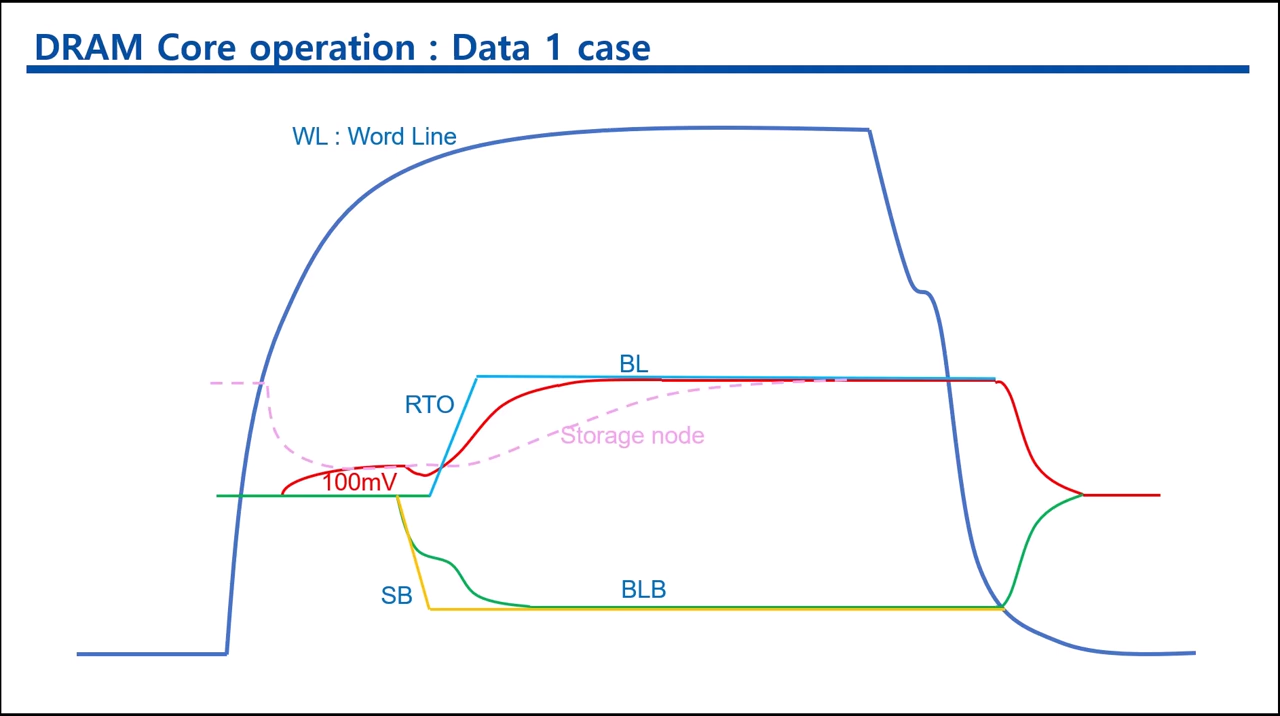 DRAM Core operation : Data 1 case
WL : Word Line
BL
RTO
Storage node
100mV
SB
BLB